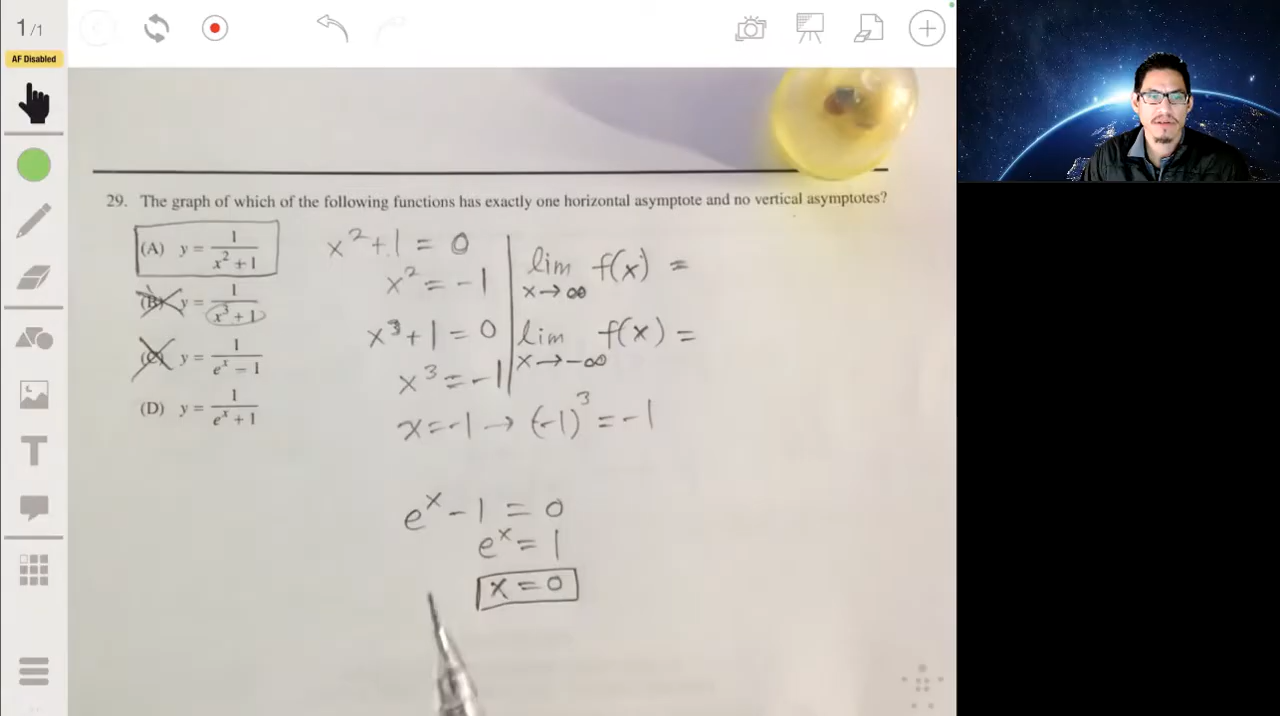 1/1
AF Disabled
T
29. The graph of which of the following functions has exactly one horizontal asymptote and no vertical asymptotes?
(A) y = 1/(x² + 1)
(B) y = 1/(x³ + 1)
(C) y = 1/(eˣ − 1)
(D) y = 1/(eˣ + 1)
x² + 1 = 0
x² = −1
x³ + 1 = 0
x³ = −1
x = −1 → (−1)³ = −1
lim x→∞ f(x) =
lim x→−∞ f(x) =
eˣ − 1 = 0
eˣ = 1
x = 0